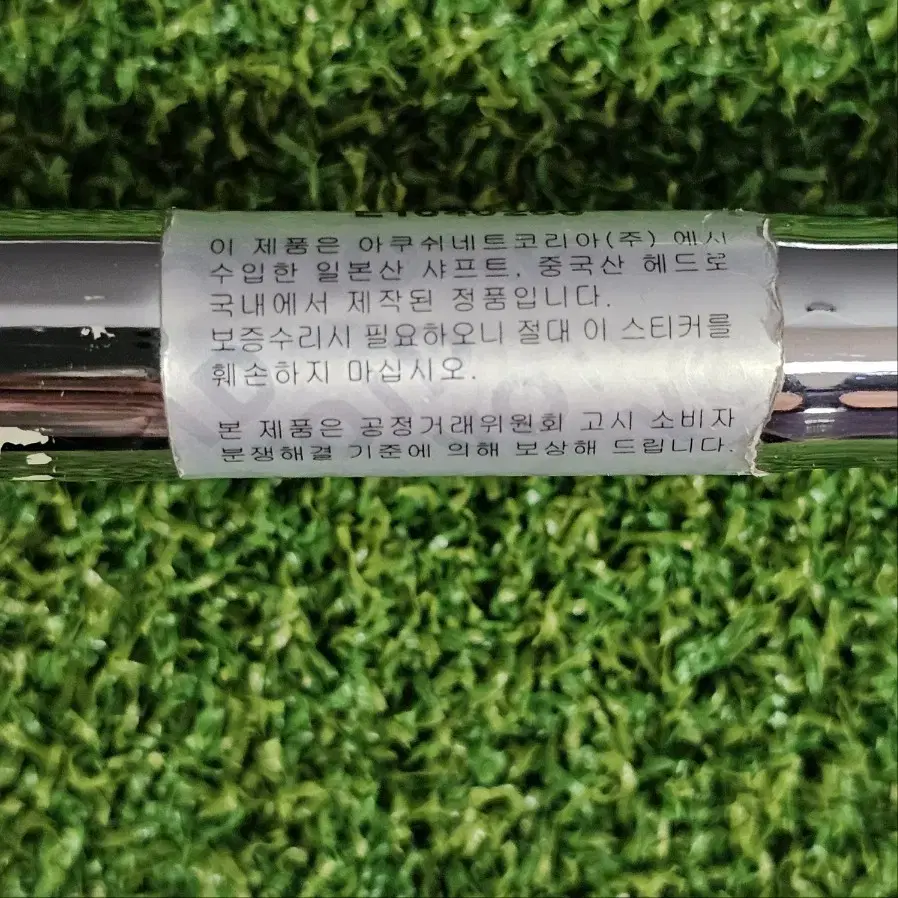 이 제품은 아쿠쉬네트코리아(주) 에서
수입한 일본산 샤프트, 중국산 헤드로
국내에서 제작된 정품입니다.
보증수리시 필요하오니 절대 이 스티커를
훼손하지 마십시오.
본 제품은 공정거래위원회 고시 소비자
분쟁해결 기준에 의해 보상해 드립니다.